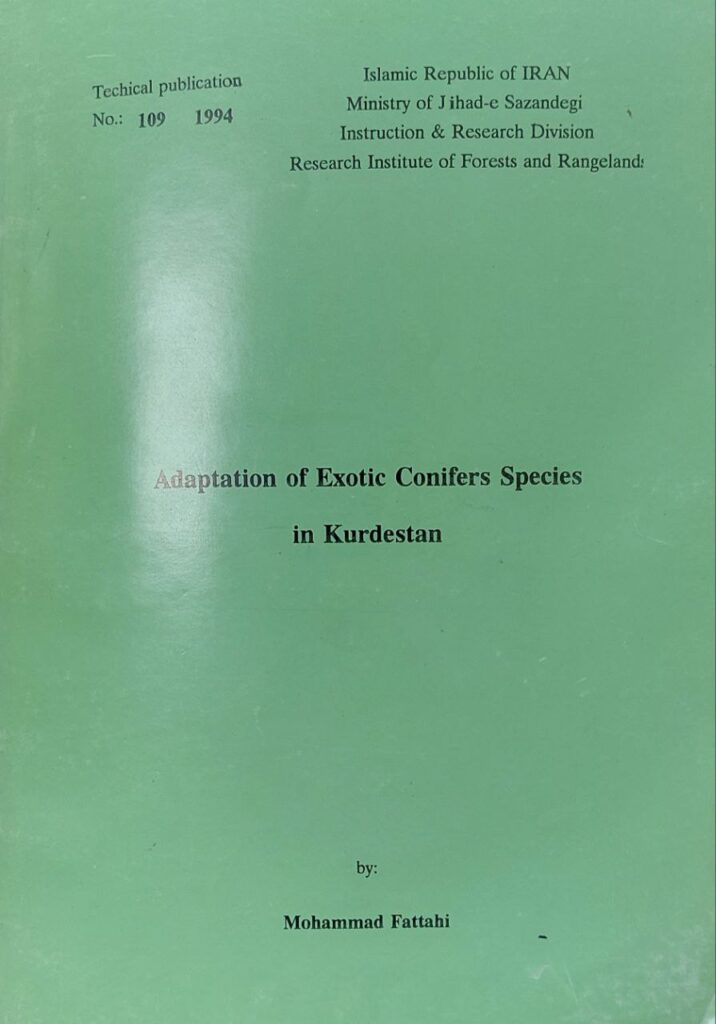 Techical publication
No.: 109 1994
Islamic Republic of IRAN
Ministry of Jihad-e Sazandegi
Instruction & Research Division
Research Institute of Forests and Rangelands
Adaptation of Exotic Conifers Species
in Kurdestan
by:
Mohammad Fattahi